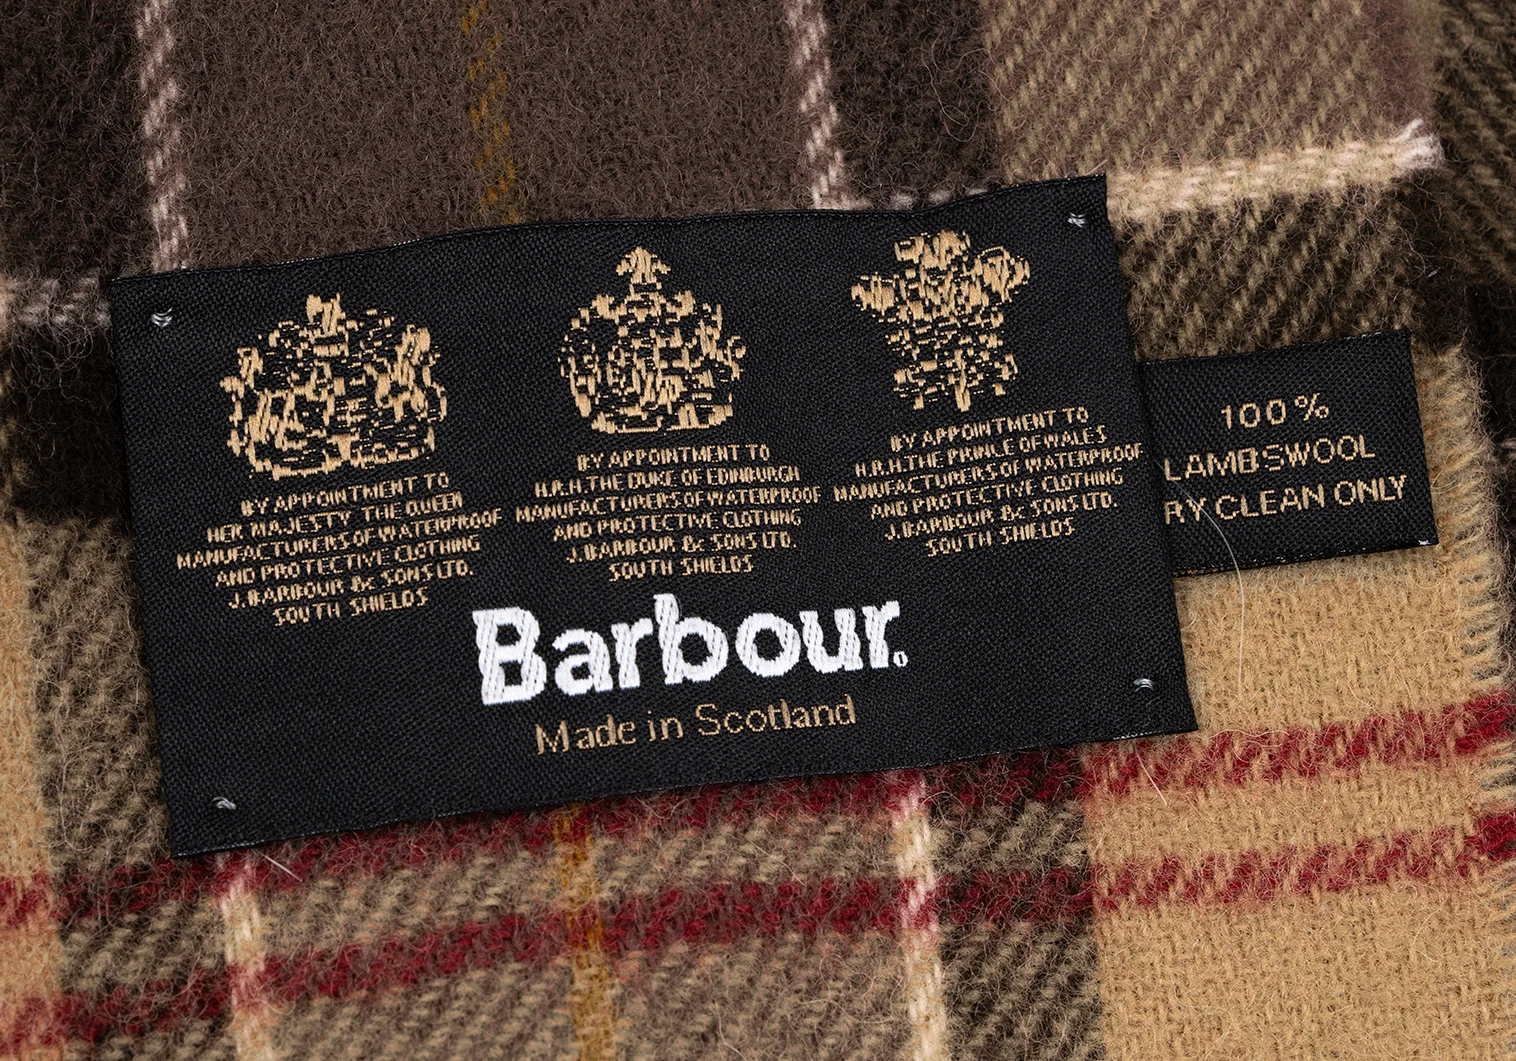 BY APPOINTMENT TO
HER MAJESTY THE QUEEN
MANUFACTURERS OF WATERPROOF
AND PROTECTIVE CLOTHING
J. BARBOUR & SONS LTD.
SOUTH SHIELDS
BY APPOINTMENT TO
H.R.H. THE DUKE OF EDINBURGH
MANUFACTURERS OF WATERPROOF
AND PROTECTIVE CLOTHING
J. BARBOUR & SONS LTD.
SOUTH SHIELDS
BY APPOINTMENT TO
H.R.H. THE PRINCE OF WALES
MANUFACTURERS OF WATERPROOF
AND PROTECTIVE CLOTHING
J. BARBOUR & SONS LTD.
SOUTH SHIELDS
Barbour.
Made in Scotland
100%
LAMBSWOOL
RY CLEAN ONLY